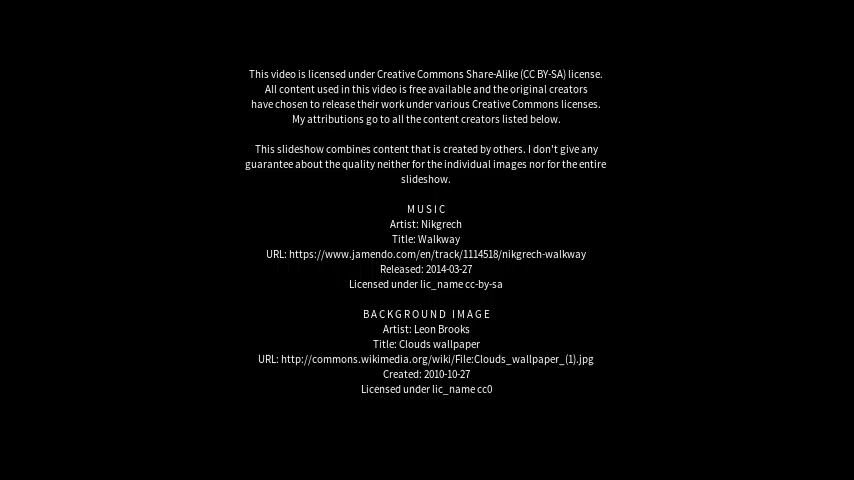 This video is licensed under Creative Commons Share-Alike (CC BY-SA) license.
All content used in this video is free available and the original creators
have chosen to release their work under various Creative Commons licenses.
My attributions go to all the content creators listed below.
This slideshow combines content that is created by others. I don't give any
guarantee about the quality neither for the individual images nor for the entire
slideshow.
M U S I C
Artist: Nikgrech
Title: Walkway
URL: https://www.jamendo.com/en/track/1114518/nikgrech-walkway
Released: 2014-03-27
Licensed under lic_name cc-by-sa
B A C K G R O U N D  I M A G E
Artist: Leon Brooks
Title: Clouds wallpaper
URL: http://commons.wikimedia.org/wiki/File:Clouds_wallpaper_(1).jpg
Created: 2010-10-27
Licensed under lic_name cc0